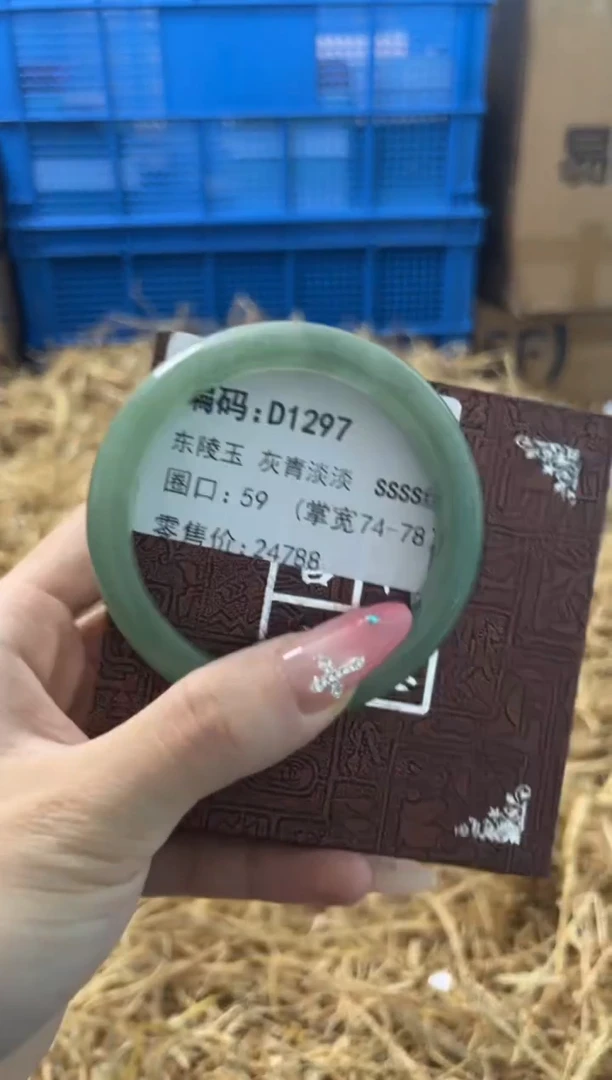 编码:D1297
东陵玉 灰青淡淡 SSSS
圈口:59 (掌宽74-78)
零售价:24788